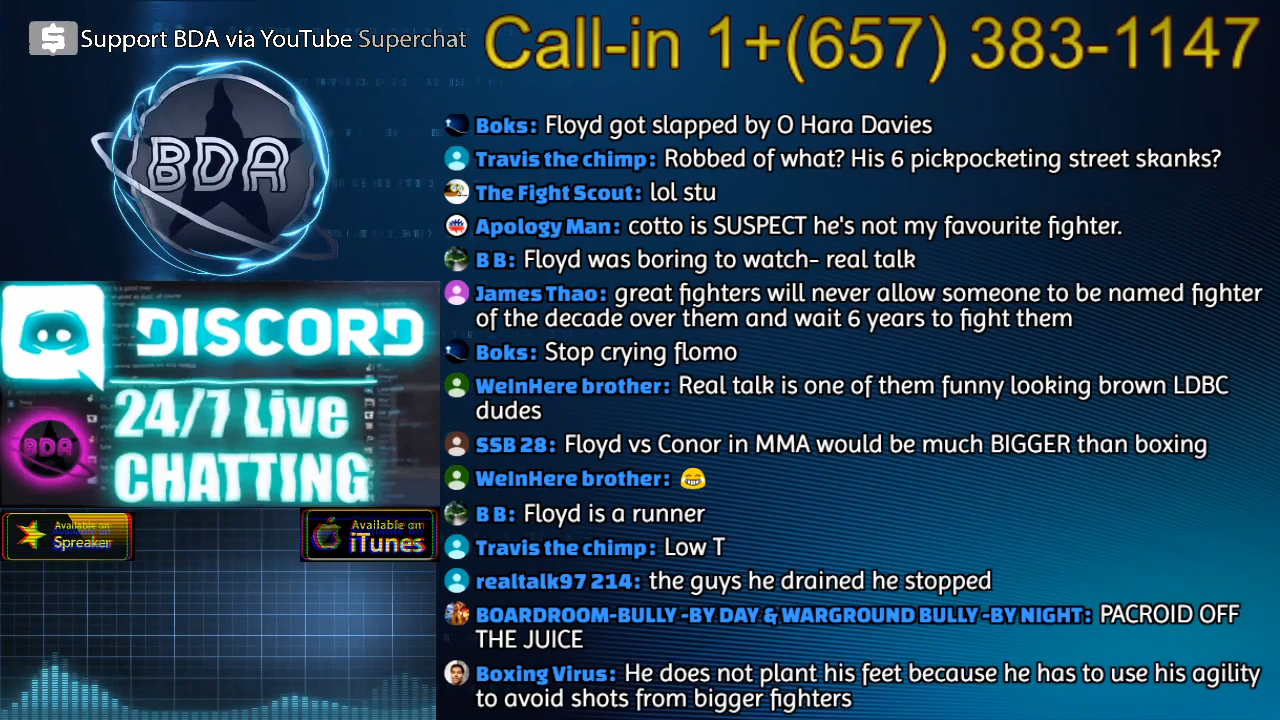 Support BDA via YouTube Superchat
Call-in 1+(657) 383-1147
BDA
Boks: Floyd got slapped by O Hara Davies
Travis the chimp: Robbed of what? His 6 pickpocketing street skanks?
The Fight Scout: lol stu
Apology Man: cotto is SUSPECT he's not my favourite fighter.
B B: Floyd was boring to watch- real talk
James Thao: great fighters will never allow someone to be named fighter
of the decade over them and wait 6 years to fight them
Boks: Stop crying flomo
WeInHere brother: Real talk is one of them funny looking brown LDBC
dudes
SSB 28: Floyd vs Conor in MMA would be much BIGGER than boxing
WeInHere brother: 😂
B B: Floyd is a runner
Travis the chimp: Low T
realtalk97 214: the guys he drained he stopped
BOARDROOM-BULLY -BY DAY & WARGROUND BULLY -BY NIGHT: PACROID OFF
THE JUICE
Boxing Virus: He does not plant his feet because he has to use his agility
to avoid shots from bigger fighters
DISCORD
24/7 Live
CHATTING
BDA
Available on
Spreaker
Available on
iTunes